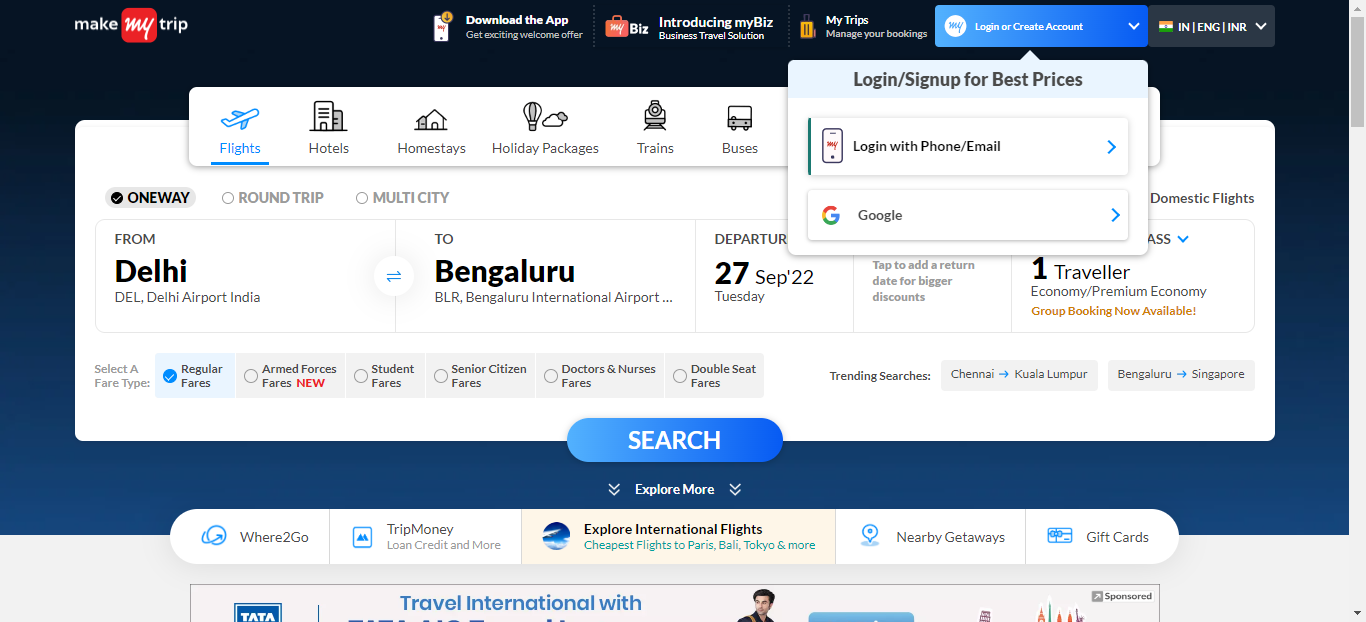 make my trip
Download the App
Get exciting welcome offer
my Biz
Introducing myBiz
Business Travel Solution
My Trips
Manage your bookings
my Login or Create Account
IN | ENG | INR
Login/Signup for Best Prices
my Login with Phone/Email
Google
Flights
Hotels
Homestays
Holiday Packages
Trains
Buses
ONEWAY
ROUND TRIP
MULTI CITY
Domestic Flights
FROM
Delhi
DEL, Delhi Airport India
TO
Bengaluru
BLR, Bengaluru International Airport ...
DEPARTUR
27 Sep'22
Tuesday
Tap to add a return
date for bigger
discounts
ASS
1 Traveller
Economy/Premium Economy
Group Booking Now Available!
Select A
Fare Type:
Regular
Fares
Armed Forces
Fares NEW
Student
Fares
Senior Citizen
Fares
Doctors & Nurses
Fares
Double Seat
Fares
Trending Searches:
Chennai → Kuala Lumpur
Bengaluru → Singapore
SEARCH
Explore More
Where2Go
TripMoney
Loan Credit and More
Explore International Flights
Cheapest Flights to Paris, Bali, Tokyo & more
Nearby Getaways
Gift Cards
TATA
Travel International with
Sponsored